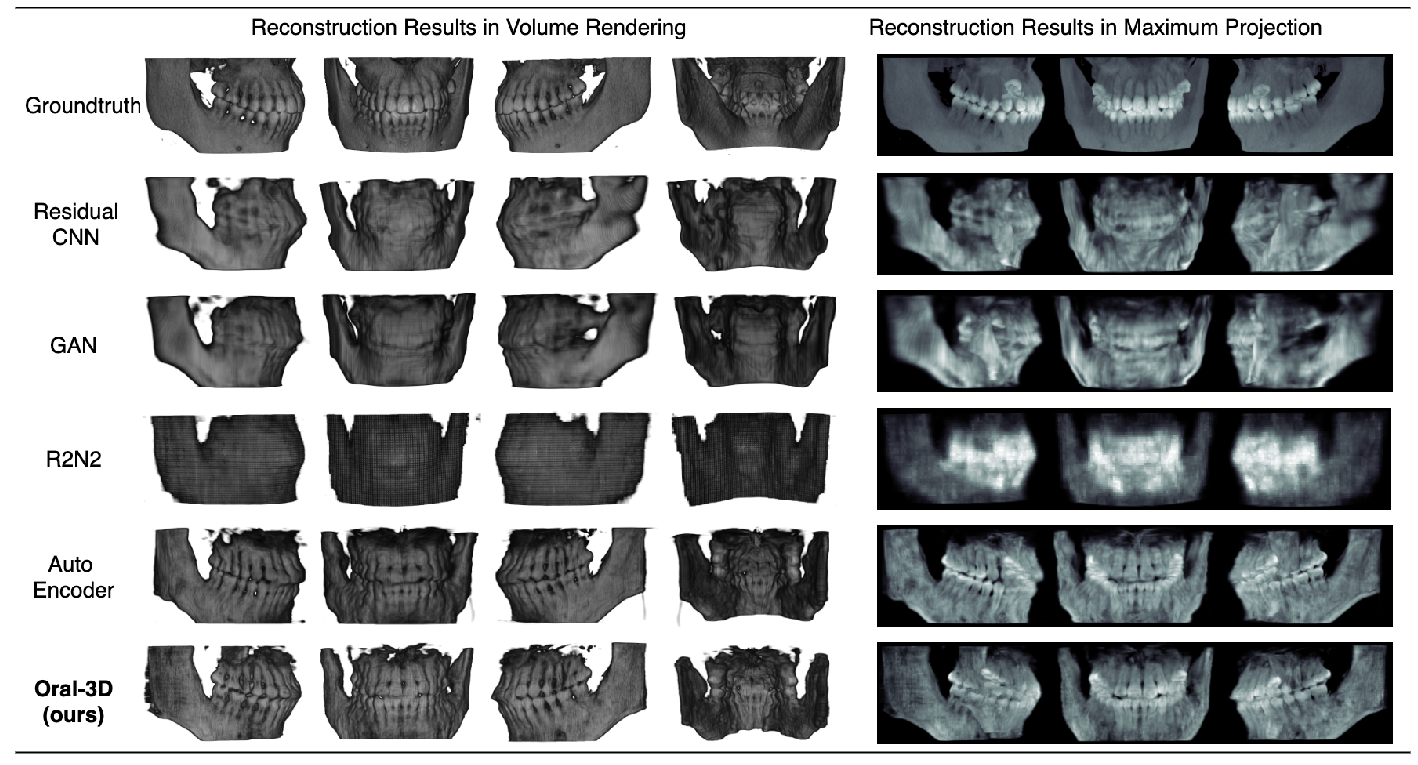 Reconstruction Results in Volume Rendering
Reconstruction Results in Maximum Projection
Groundtruth
Residual
CNN
GAN
R2N2
Auto
Encoder
Oral-3D
(ours)